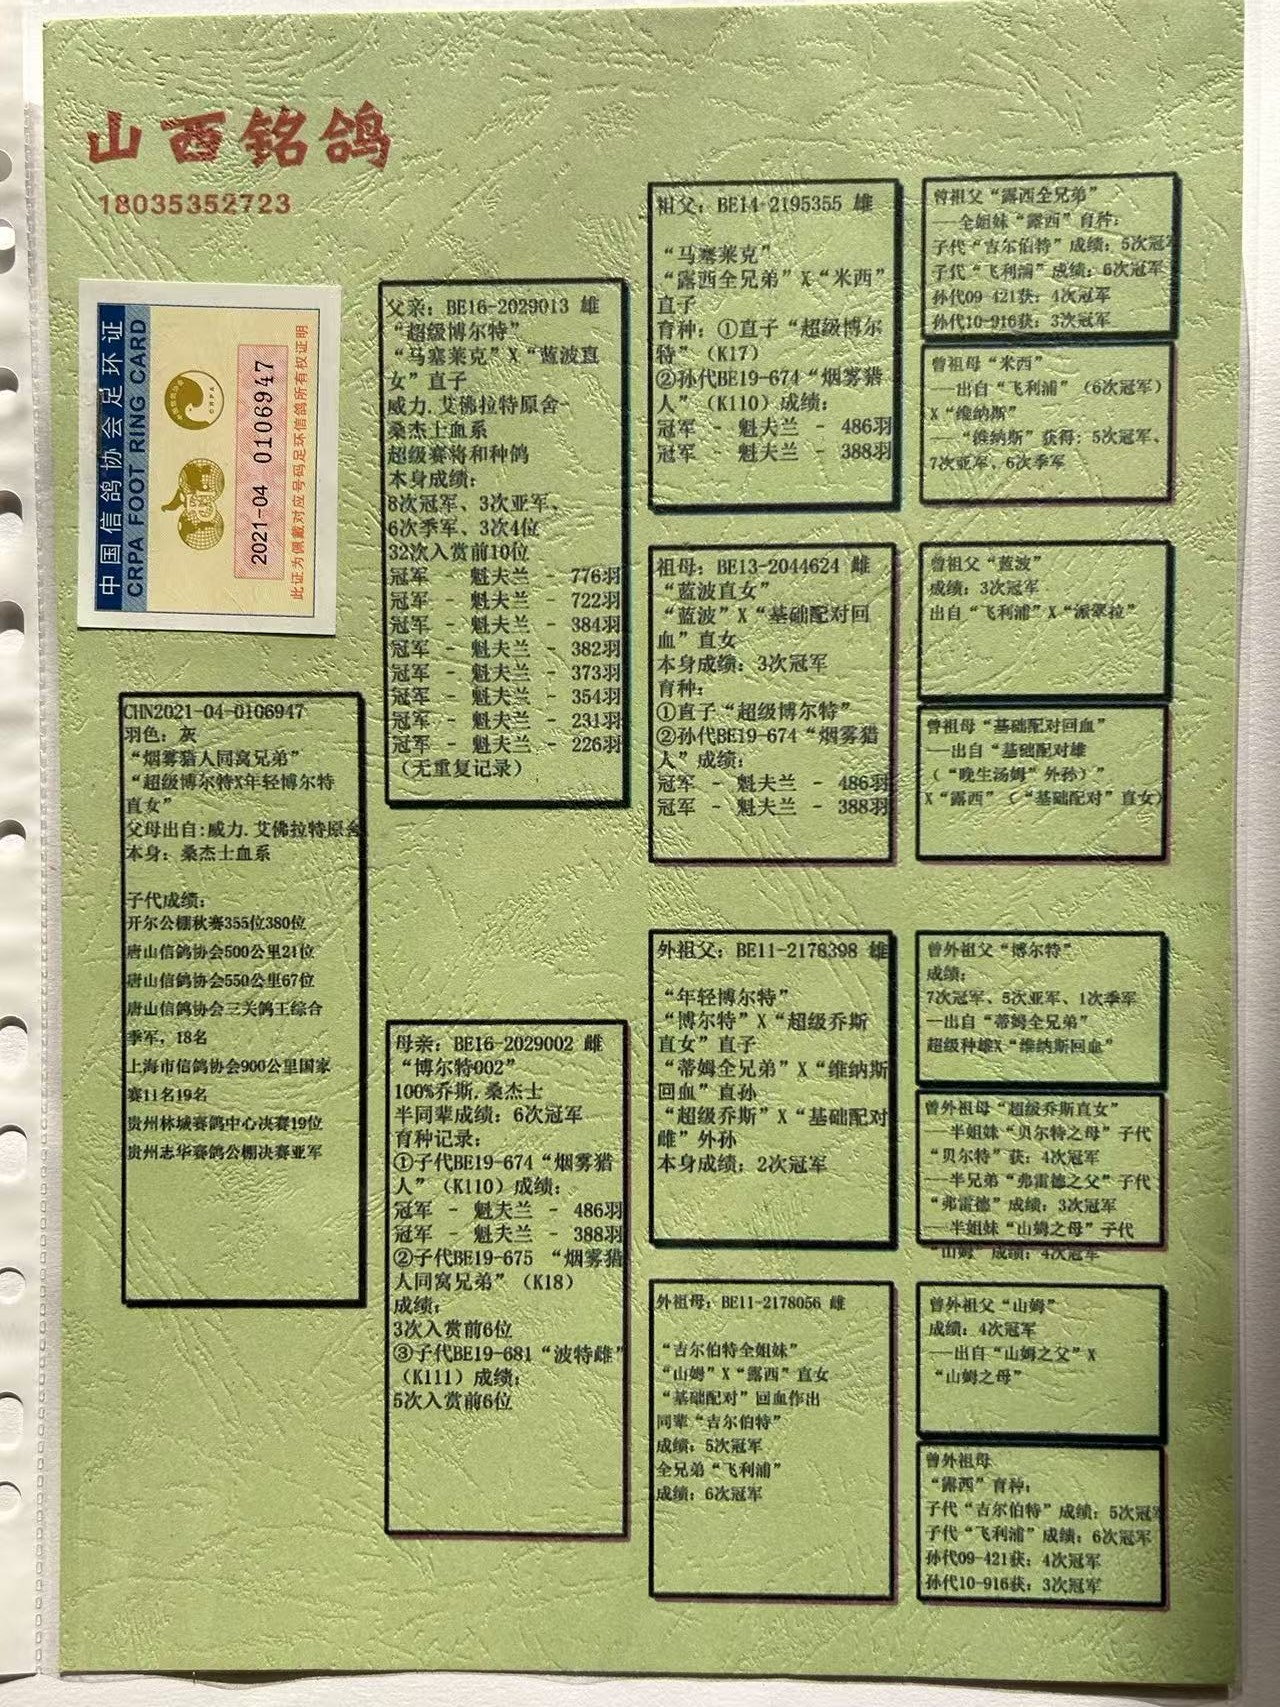 山西铭鸽
18035352723
中国信鸽协会足环证
CRPA FOOT RING CARD
2021-04 0106947
此证为佩戴对应号码足环信鸽所有权证明
CHN2021-04-0106947
羽色：灰
“烟雾猎人同窝兄弟”
“超级博尔特X年轻博尔特
直女”
父母出自:威力.艾佛拉特原舍
本身：桑杰士血系
子代成绩：
开尔公棚秋赛355位380位
唐山信鸽协会500公里21位
唐山信鸽协会550公里67位
唐山信鸽协会三关鸽王综合
季军，18名
上海市信鸽协会900公里国家
赛11名19名
贵州林城赛鸽中心决赛19位
贵州志华赛鸽公棚决赛亚军
父亲：BE16-2029013 雄
“超级博尔特”
“马塞莱克”X“蓝波直
女”直子
威力.艾佛拉特原舍-
桑杰士血系
超级赛将和种鸽
本身成绩：
8次冠军、3次亚军、
6次季军、3次4位
32次入赏前10位
冠军 - 魁夫兰 - 776羽
冠军 - 魁夫兰 - 722羽
冠军 - 魁夫兰 - 384羽
冠军 - 魁夫兰 - 382羽
冠军 - 魁夫兰 - 373羽
冠军 - 魁夫兰 - 354羽
冠军 - 魁夫兰 - 231羽
冠军 - 魁夫兰 - 226羽
（无重复记录）
母亲：BE16-2029002 雌
“博尔特002”
100%乔斯.桑杰士
半同辈成绩：6次冠军
育种记录：
①子代BE19-674“烟雾猎
人”（K110）成绩：
冠军 - 魁夫兰 - 486羽
冠军 - 魁夫兰 - 388羽
②子代BE19-675 “烟雾猎
人同窝兄弟”（K18）
成绩：
3次入赏前6位
③子代BE19-681“波特雌”
（K111）成绩：
5次入赏前6位
祖父：BE14-2195355 雄
“马塞莱克”
“露西全兄弟”X“米西”
直子
育种：①直子“超级博尔
特”（K17）
②孙代BE19-674“烟雾猎
人”（K110）成绩：
冠军 - 魁夫兰 - 486羽
冠军 - 魁夫兰 - 388羽
祖母：BE13-2044624 雌
“蓝波直女”
“蓝波”X“基础配对回
血”直女
本身成绩：3次冠军
育种：
①直子“超级博尔特”
②孙代BE19-674“烟雾猎
人”成绩：
冠军 - 魁夫兰 - 486羽
冠军 - 魁夫兰 - 388羽
外祖父：BE11-2178398 雄
“年轻博尔特”
“博尔特”X“超级乔斯
直女”直子
“蒂姆全兄弟”X“维纳斯
回血”直孙
“超级乔斯”X“基础配对
雌”外孙
本身成绩：2次冠军
外祖母：BE11-2178056 雌
“吉尔伯特全姐妹”
“山姆”X“露西”直女
“基础配对”回血作出
同辈“吉尔伯特”
成绩：5次冠军
全兄弟“飞利浦”
成绩：6次冠军
曾祖父“露西全兄弟”
——全姐妹“露西”育种：
子代“吉尔伯特”成绩：5次冠军
子代“飞利浦”成绩：6次冠军
孙代09-421获：4次冠军
孙代10-916获：3次冠军
曾祖母“米西”
——出自“飞利浦”（6次冠军）
X“维纳斯”
——“维纳斯”获得：5次冠军、
7次亚军、6次季军
曾祖父“蓝波”
成绩：3次冠军
出自“飞利浦”X“派翠拉”
曾祖母“基础配对回血”
——出自“基础配对雄
（“晚生汤姆”外孙）”
X“露西”（“基础配对”直女）
曾外祖父“博尔特”
成绩：
7次冠军、5次亚军、1次季军
—出自“蒂姆全兄弟”
超级种雄X“维纳斯回血”
曾外祖母“超级乔斯直女”
——半姐妹“贝尔特之母”子代
“贝尔特”获：4次冠军
——半兄弟“弗雷德之父”子代
“弗雷德”成绩：3次冠军
——半姐妹“山姆之母”子代
“山姆”成绩：4次冠军
曾外祖父“山姆”
成绩：4次冠军
——出自“山姆之父”X
“山姆之母”
曾外祖母
“露西”育种：
子代“吉尔伯特”成绩：5次冠军
子代“飞利浦”成绩：6次冠军
孙代09-421获：4次冠军
孙代10-916获：3次冠军